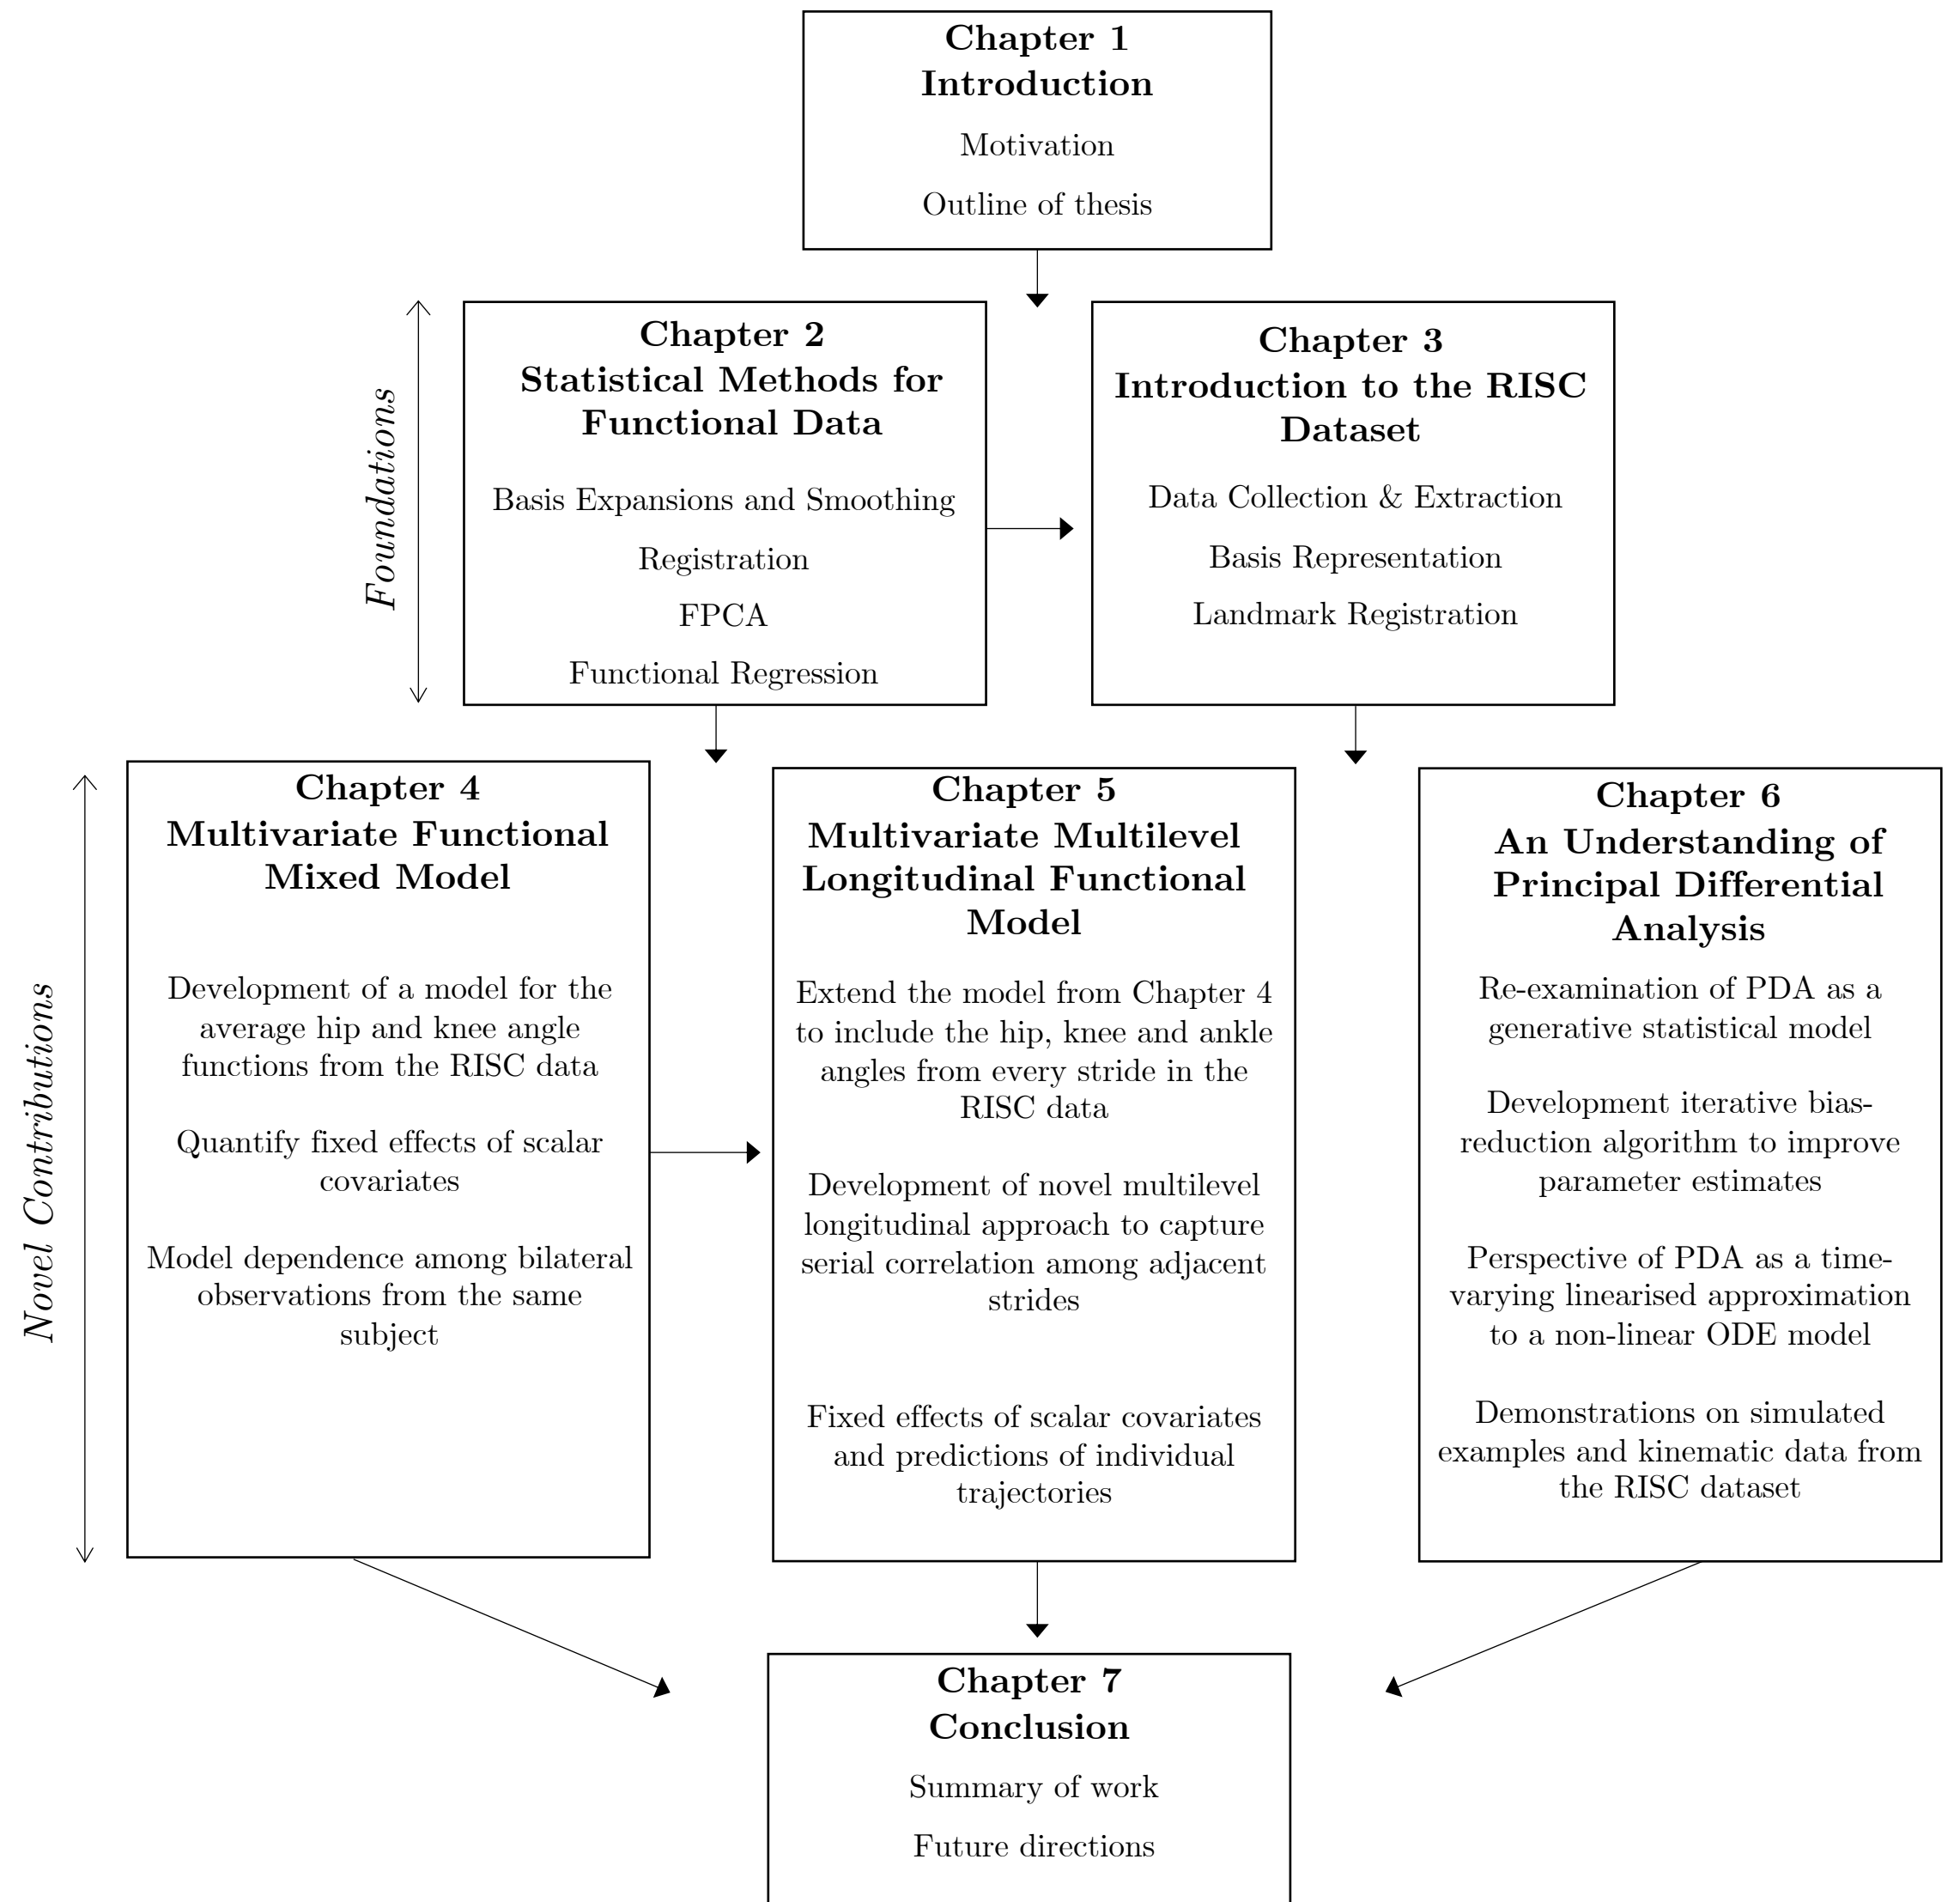 Chapter 1
Introduction
Motivation
Outline of thesis
Foundations
Chapter 2
Statistical Methods for
Functional Data
Basis Expansions and Smoothing
Registration
FPCA
Functional Regression
Chapter 3
Introduction to the RISC
Dataset
Data Collection & Extraction
Basis Representation
Landmark Registration
Novel Contributions
Chapter 4
Multivariate Functional
Mixed Model
Development of a model for the
average hip and knee angle
functions from the RISC data
Quantify fixed effects of scalar
covariates
Model dependence among bilateral
observations from the same
subject
Chapter 5
Multivariate Multilevel
Longitudinal Functional
Model
Extend the model from Chapter 4
to include the hip, knee and ankle
angles from every stride in the
RISC data
Development of novel multilevel
longitudinal approach to capture
serial correlation among adjacent
strides
Fixed effects of scalar covariates
and predictions of individual
trajectories
Chapter 6
An Understanding of
Principal Differential
Analysis
Re-examination of PDA as a
generative statistical model
Development iterative bias-
reduction algorithm to improve
parameter estimates
Perspective of PDA as a time-
varying linearised approximation
to a non-linear ODE model
Demonstrations on simulated
examples and kinematic data from
the RISC dataset
Chapter 7
Conclusion
Summary of work
Future directions